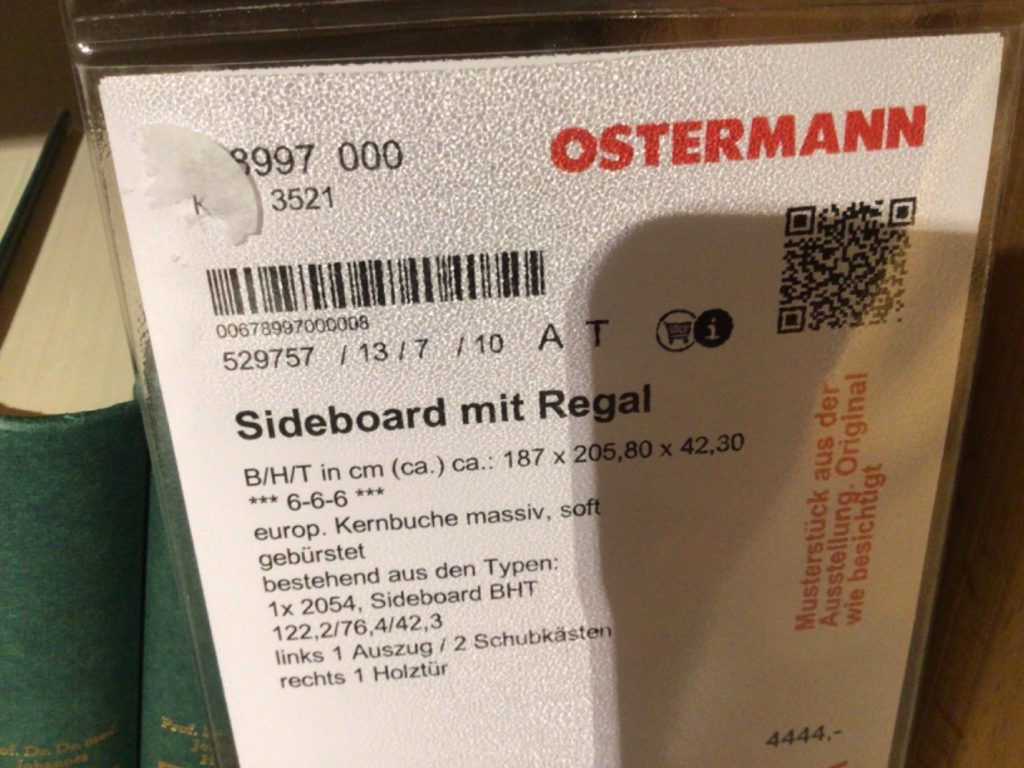 8997 000
OSTERMANN
3521
00678997000008
529757 / 13 / 7 / 10 A T
Sideboard mit Regal
B/H/T in cm (ca.) ca.: 187 x 205,80 x 42,30
*** 6-6-6 ***
europ. Kernbuche massiv, soft
gebürstet
bestehend aus den Typen:
1x 2054, Sideboard BHT
122,2/76,4/42,3
links 1 Auszug / 2 Schubkästen
rechts 1 Holztür
Musterstück aus der
Ausstellung. Original
wie besichtigt
4444,-
Prof.